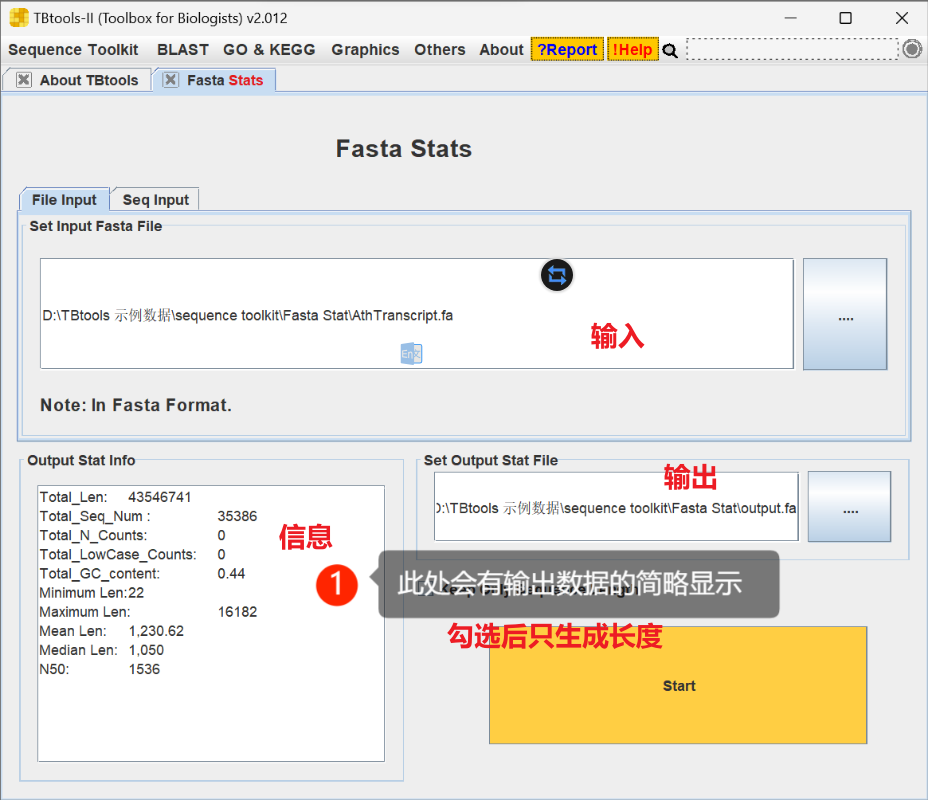 TBtools-II (Toolbox for Biologists) v2.012
Sequence Toolkit BLAST GO & KEGG Graphics Others About ?Report !Help
About TBtools Fasta Stats
Fasta Stats
File Input Seq Input
Set Input Fasta File
D:\TBtools 示例数据\sequence toolkit\Fasta Stat\AthTranscript.fa
....
输入
Note: In Fasta Format.
Output Stat Info
Total_Len: 43546741
Total_Seq_Num : 35386
Total_N_Counts: 0
Total_LowCase_Counts: 0
Total_GC_content: 0.44
Minimum Len:22
Maximum Len: 16182
Mean Len: 1,230.62
Median Len: 1,050
N50: 1536
信息
Set Output Stat File
输出
D:\TBtools 示例数据\sequence toolkit\Fasta Stat\output.fa
....
1 此处会有输出数据的简略显示
勾选后只生成长度
Start